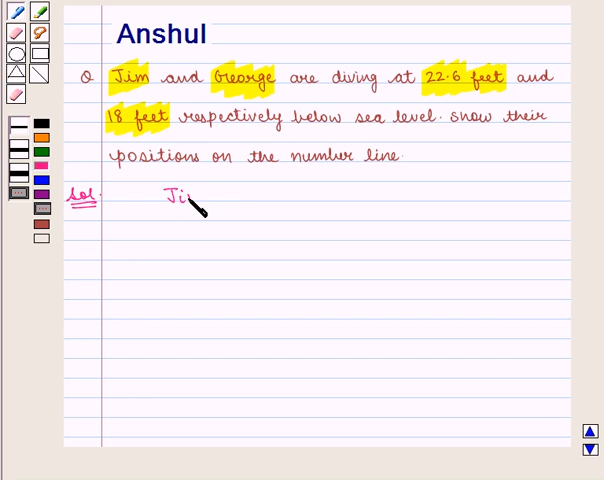 Anshul
Q Jim and George are diving at 22.6 feet and
18 feet respectively below sea level. Show their
positions on the number line.
Sol. Ji